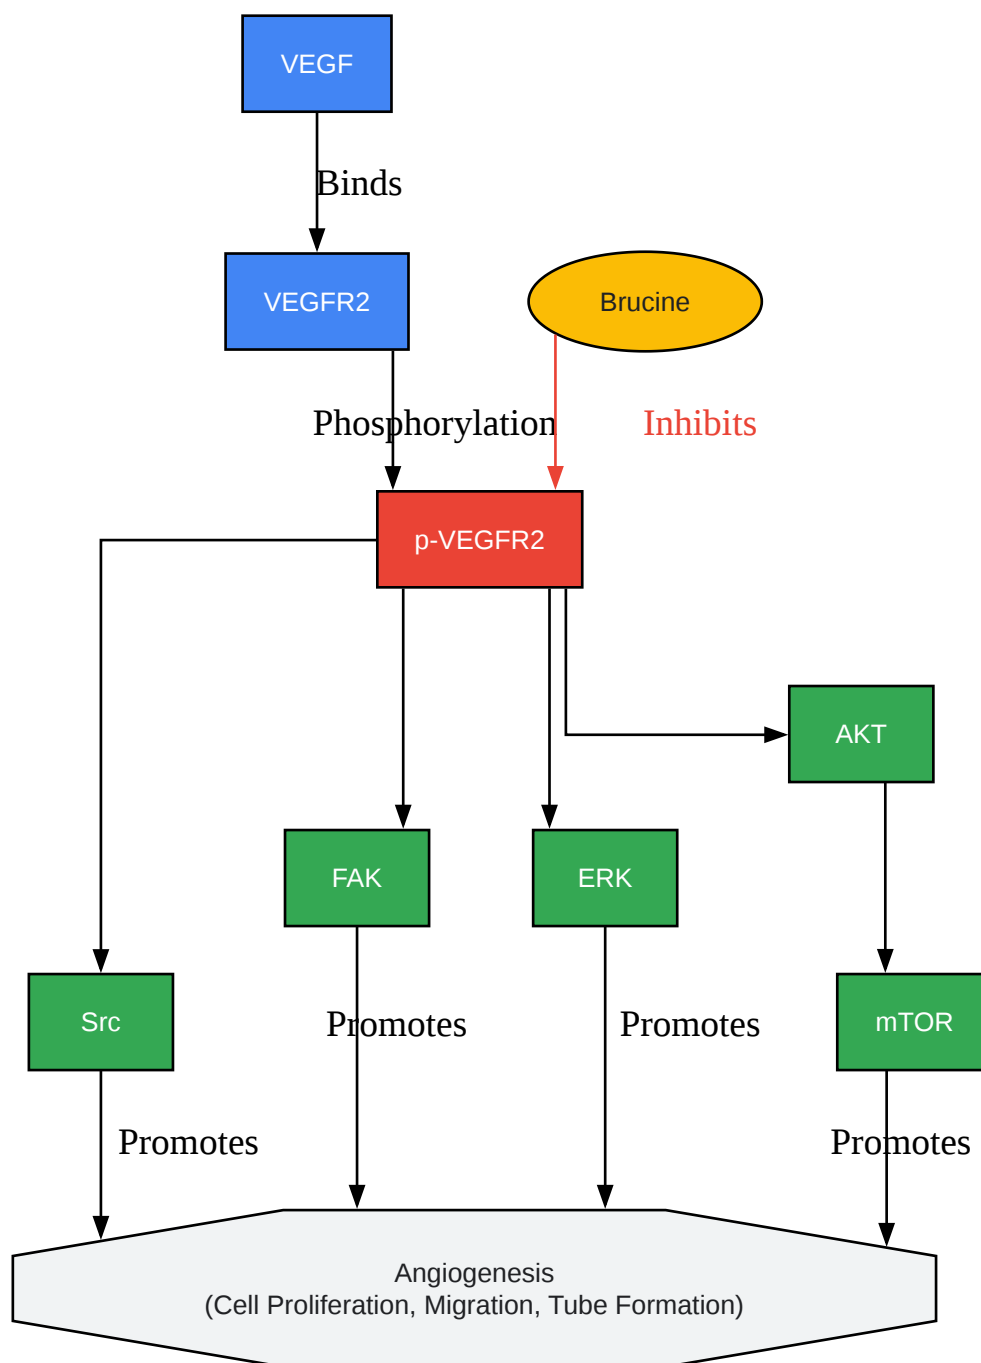 VEGF
Binds
VEGFR2
Brucine
Phosphorylation
Inhibits
p-VEGFR2
AKT
FAK
ERK
Src
Promotes
Promotes
mTOR
Promotes
Promotes
Angiogenesis
(Cell Proliferation, Migration, Tube Formation)